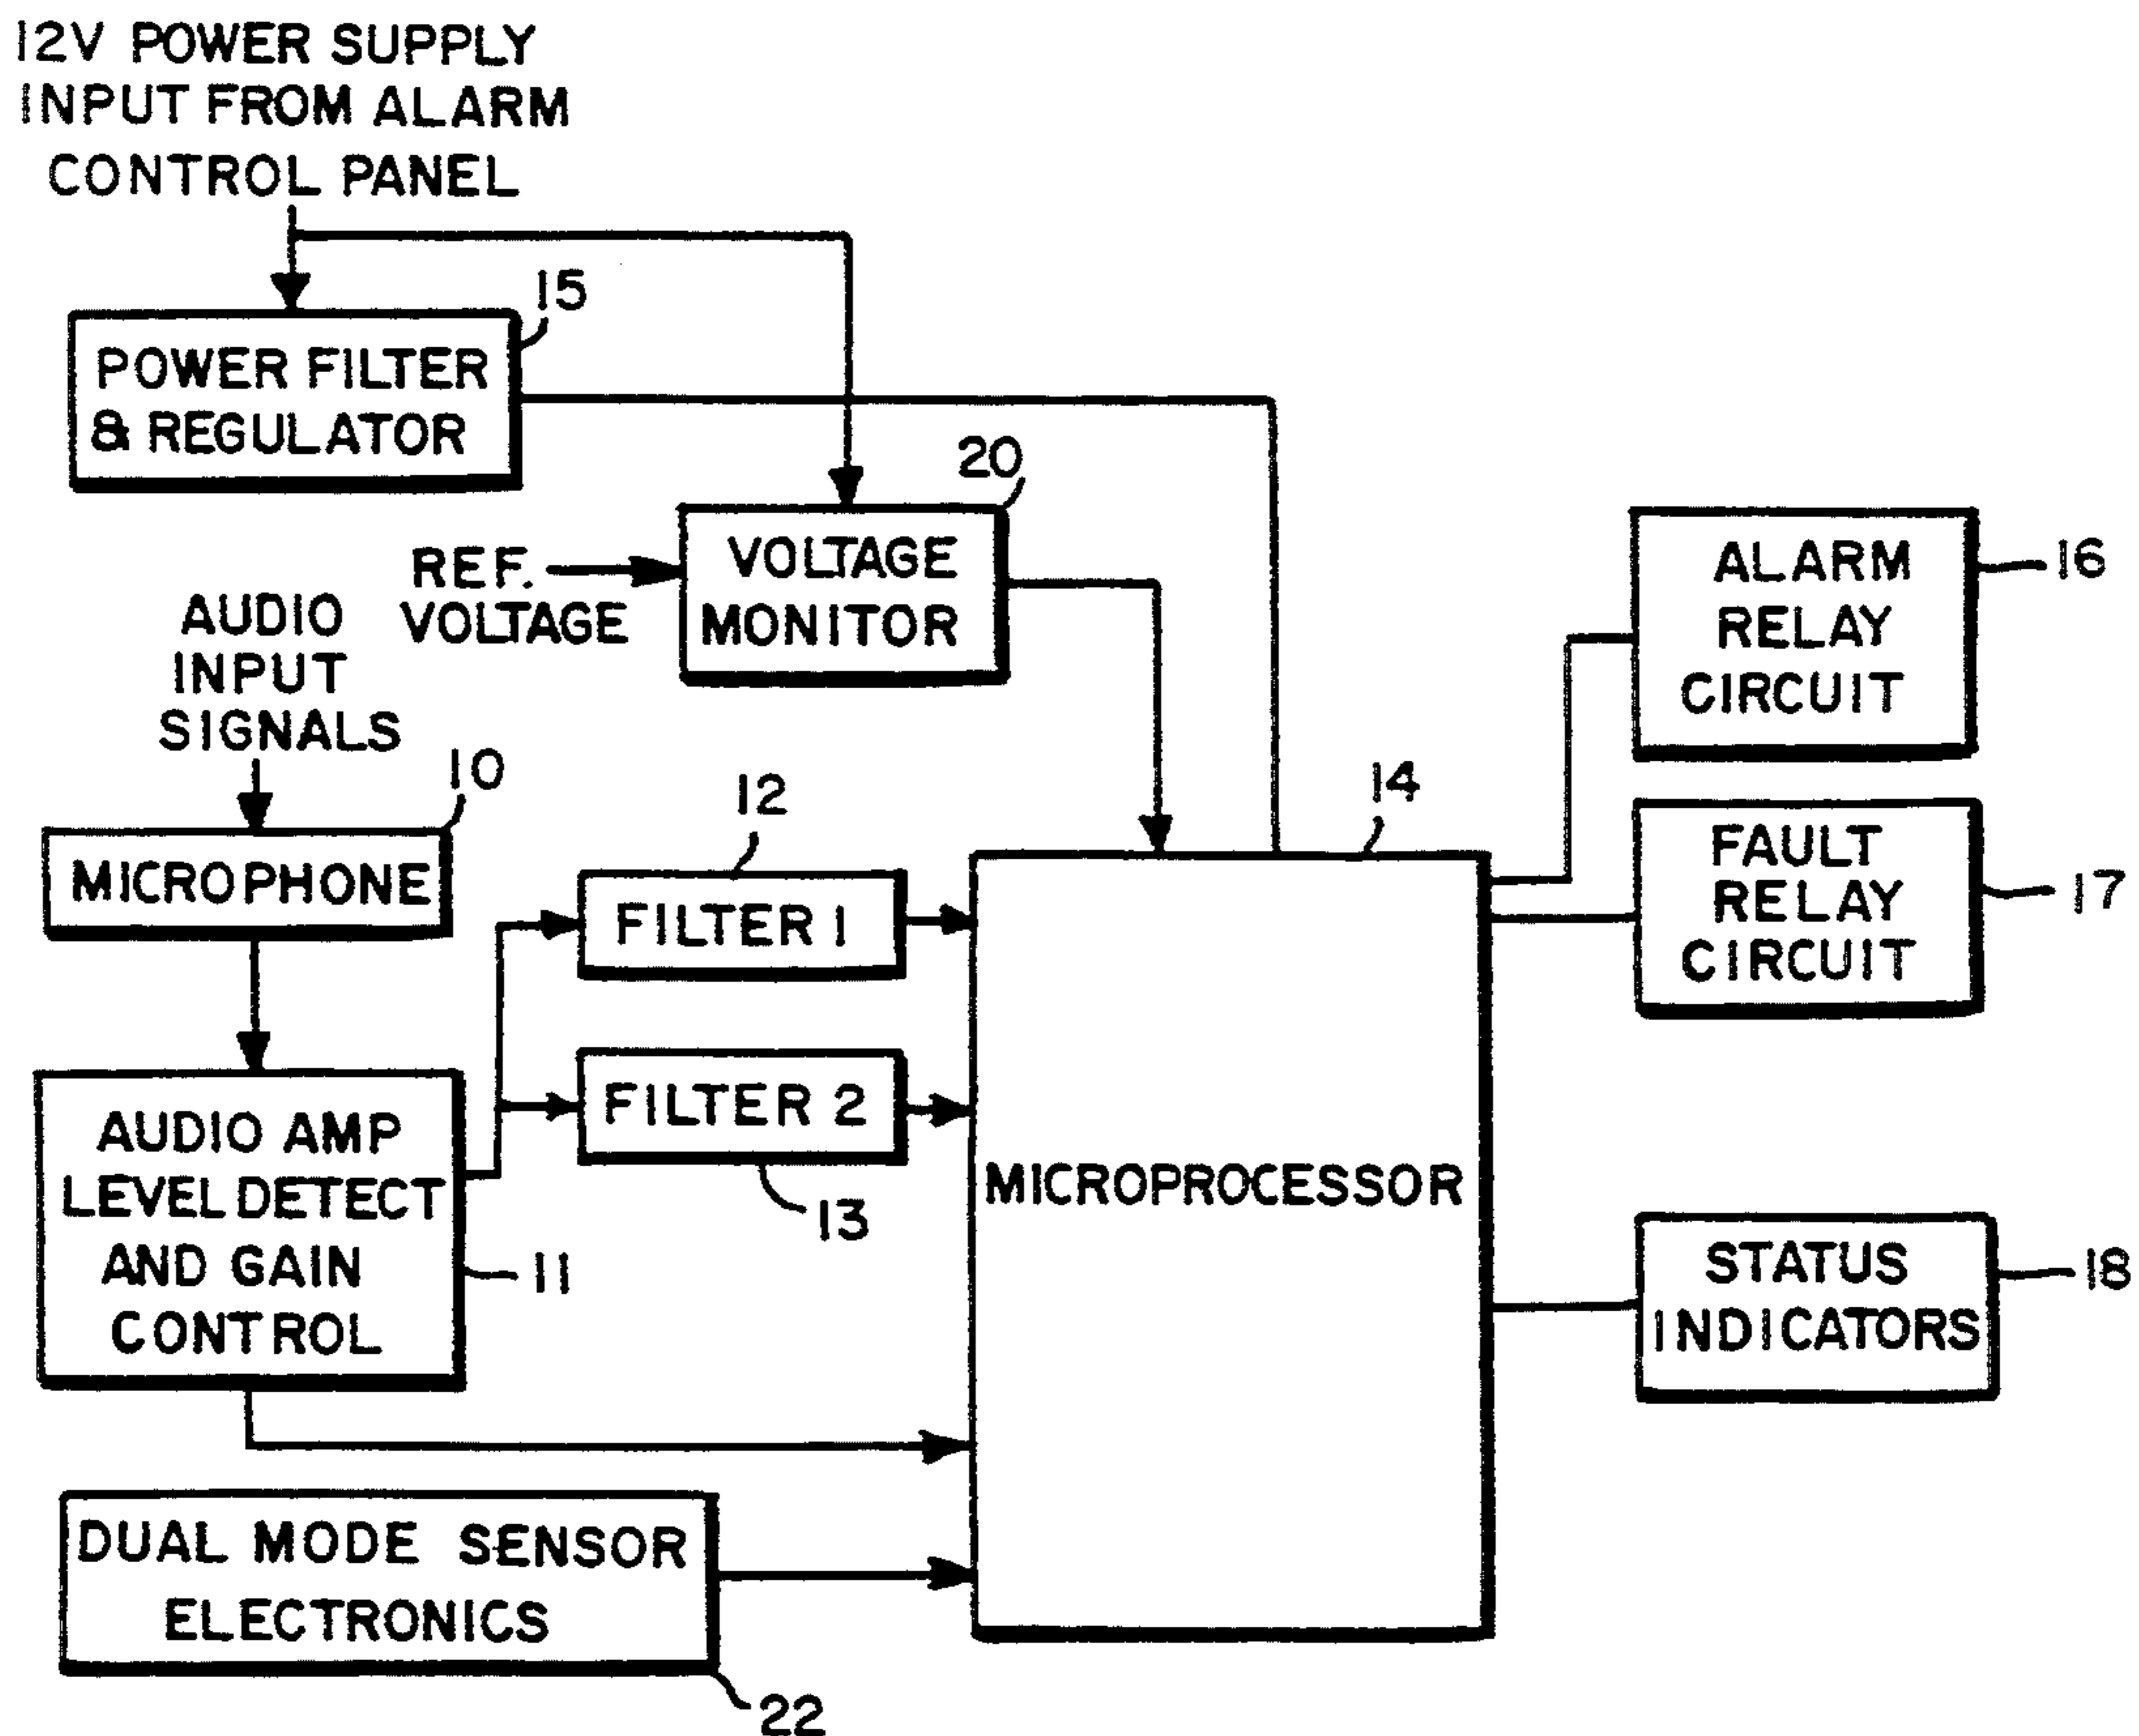 12V POWER SUPPLY
INPUT FROM ALARM
CONTROL PANEL
15
POWER FILTER
& REGULATOR
20
REF.
VOLTAGE
VOLTAGE
MONITOR
ALARM
RELAY
CIRCUIT
16
AUDIO
INPUT
SIGNALS
10
MICROPHONE
12
FILTER 1
14
FAULT
RELAY
CIRCUIT
17
FILTER 2
13
AUDIO AMP
LEVEL DETECT
AND GAIN
CONTROL
11
MICROPROCESSOR
STATUS
INDICATORS
18
DUAL MODE SENSOR
ELECTRONICS
22